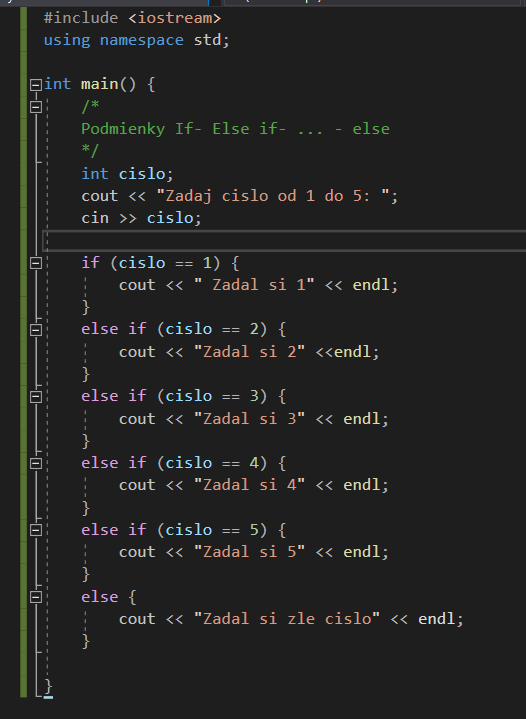 #include <iostream>
using namespace std;
int main() {
/*
Podmienky If- Else if- ... - else
*/
int cislo;
cout << "Zadaj cislo od 1 do 5: ";
cin >> cislo;
if (cislo == 1) {
cout << " Zadal si 1" << endl;
}
else if (cislo == 2) {
cout << "Zadal si 2" <<endl;
}
else if (cislo == 3) {
cout << "Zadal si 3" << endl;
}
else if (cislo == 4) {
cout << "Zadal si 4" << endl;
}
else if (cislo == 5) {
cout << "Zadal si 5" << endl;
}
else {
cout << "Zadal si zle cislo" << endl;
}
}